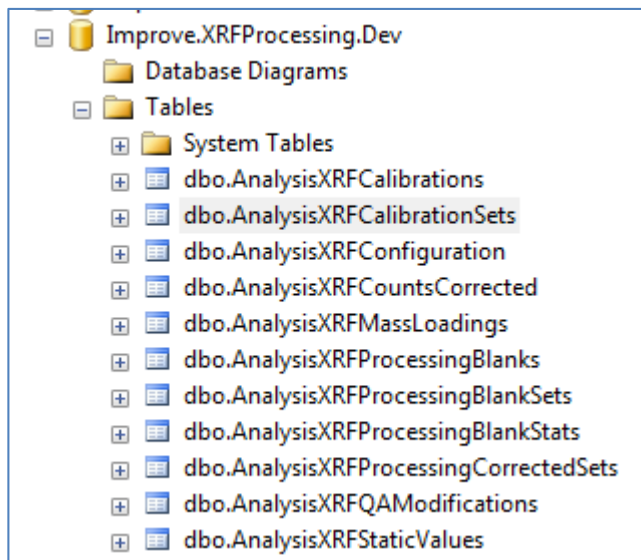 Improve.XRFProcessing.Dev
Database Diagrams
Tables
System Tables
dbo.AnalysisXRFCalibrations
dbo.AnalysisXRFCalibrationSets
dbo.AnalysisXRFConfiguration
dbo.AnalysisXRFCountsCorrected
dbo.AnalysisXRFMassLoadings
dbo.AnalysisXRFProcessingBlanks
dbo.AnalysisXRFProcessingBlankSets
dbo.AnalysisXRFProcessingBlankStats
dbo.AnalysisXRFProcessingCorrectedSets
dbo.AnalysisXRFQAModifications
dbo.AnalysisXRFStaticValues